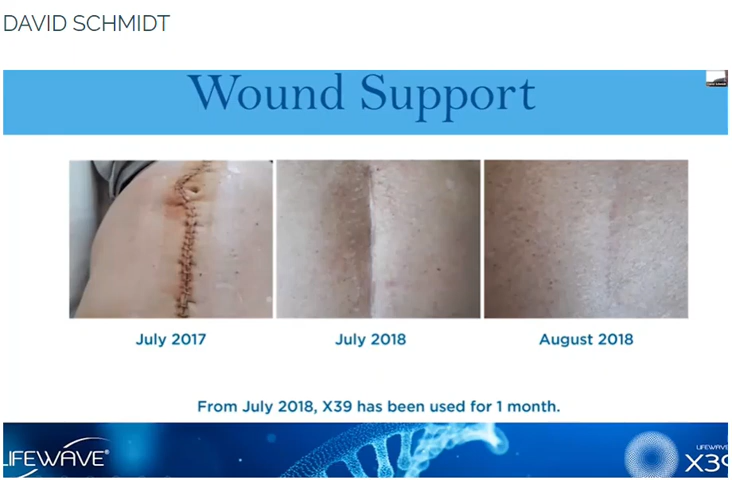 DAVID SCHMIDT
Wound Support
July 2017
July 2018
August 2018
From July 2018, X39 has been used for 1 month.
LIFEWAVE®
LIFEWAVE
X39